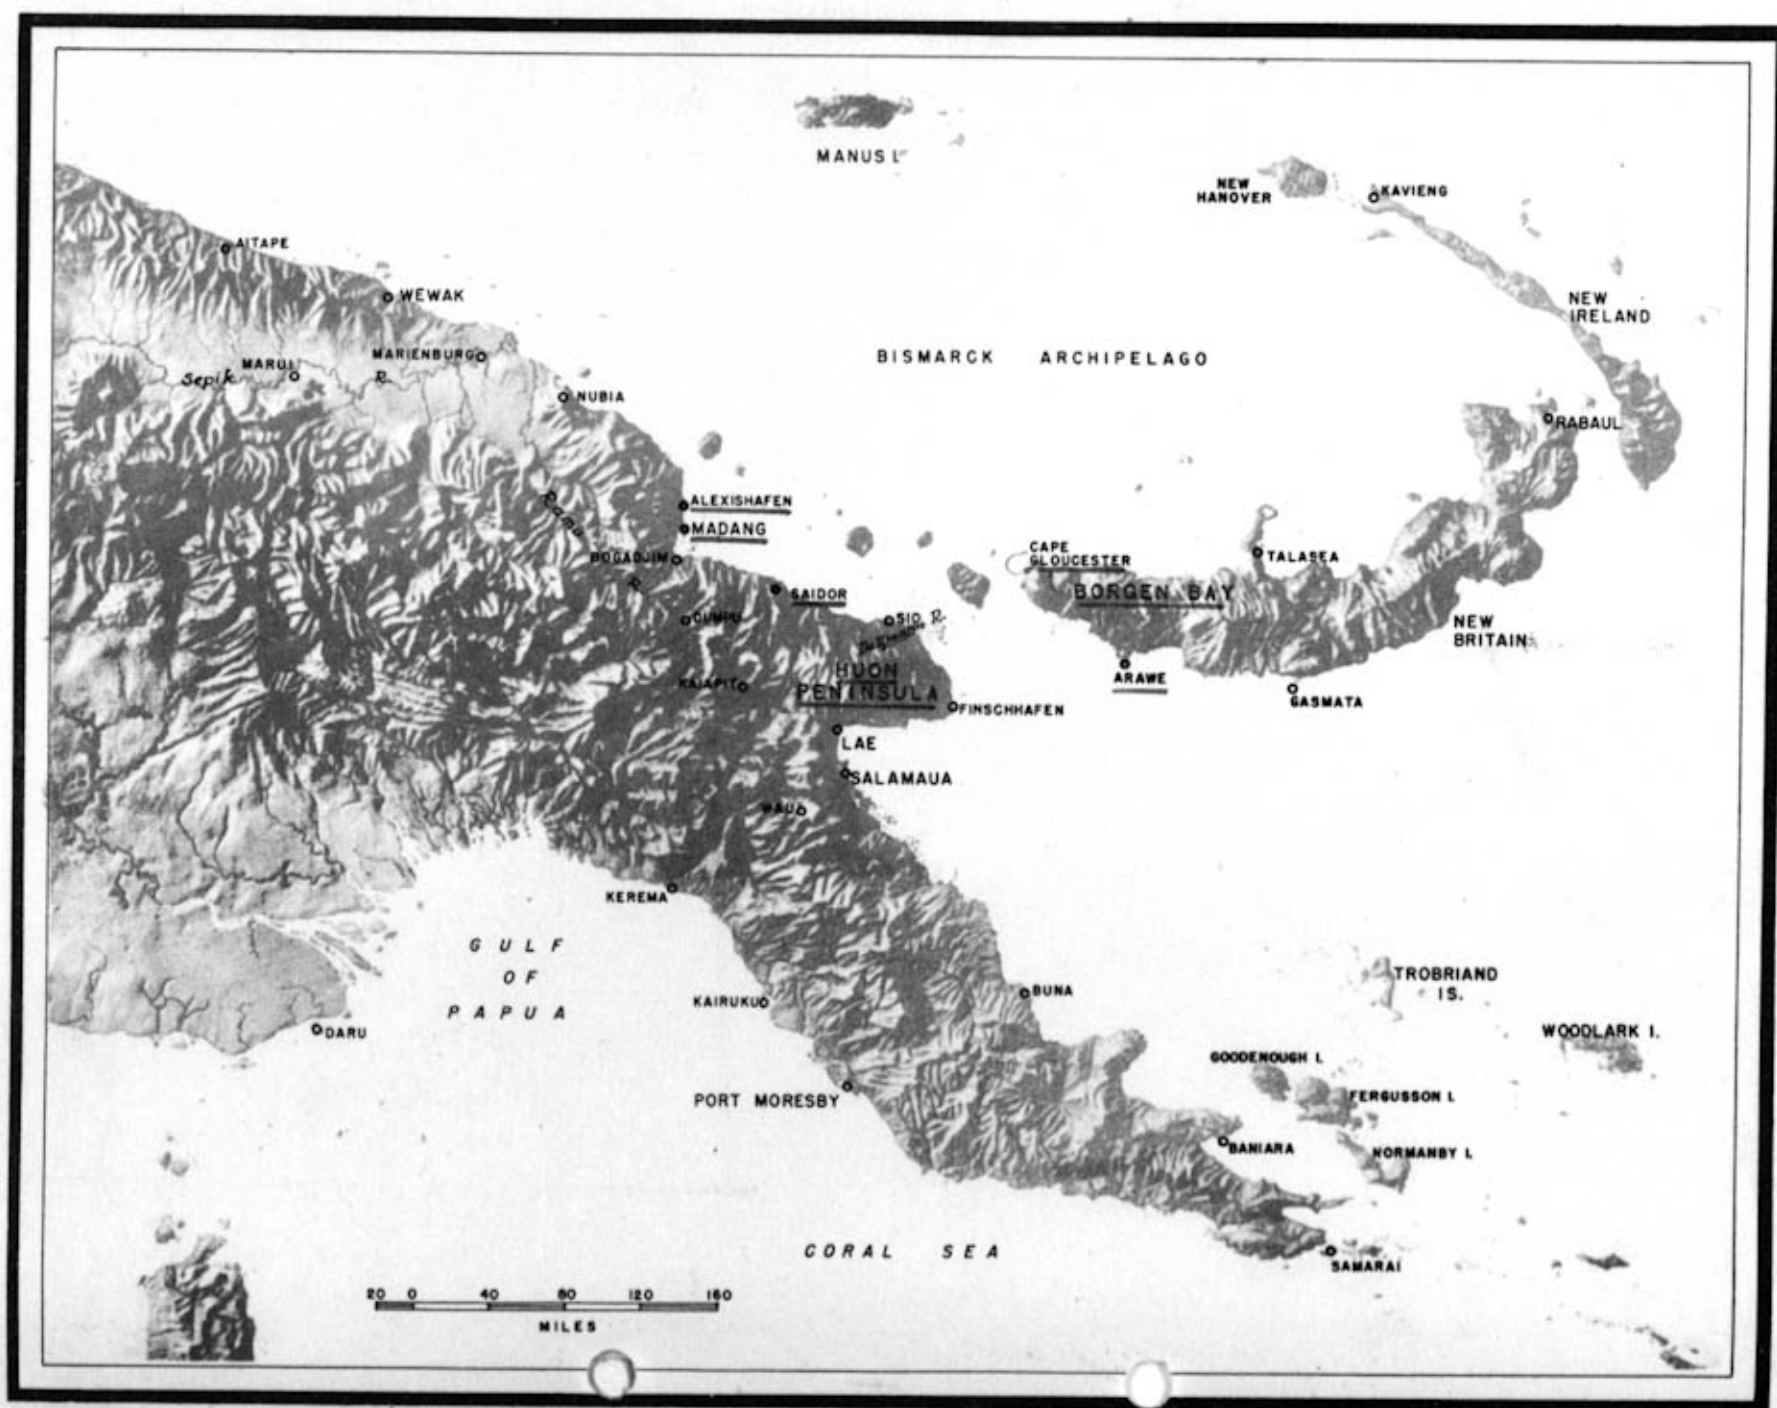 MANUS I.
NEW
HANOVER
KAVIENG
AITAPE
WEWAK
NEW
IRELAND
MARIENBURG
BISMARCK ARCHIPELAGO
MARUI
Sepik R.
NUBIA
RABAUL
ALEXISHAFEN
Ramu R.
MADANG
CAPE
GLOUCESTER
BOGADJIM
TALASEA
SAIDOR
BORGEN BAY
DUMPU
SIO
R.
NEW
BRITAIN
HUON
PENINSULA
KAIAPIT
ARAWE
GASMATA
FINSCHHAFEN
LAE
SALAMAUA
WAU
KEREMA
GULF
OF
PAPUA
TROBRIAND
IS.
BUNA
KAIRUKU
DARU
WOODLARK I.
GOODENOUGH I.
FERGUSSON I.
PORT MORESBY
BANIARA
NORMANBY I.
CORAL SEA
SAMARAI
20 0 40 80 120 160
MILES